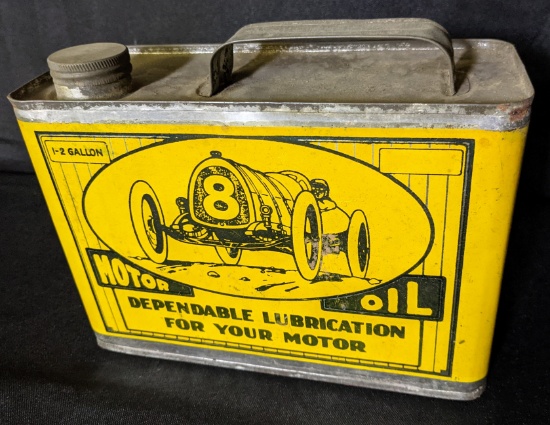 1-2 GALLON
8
MOTOR OIL
DEPENDABLE LUBRICATION
FOR YOUR MOTOR